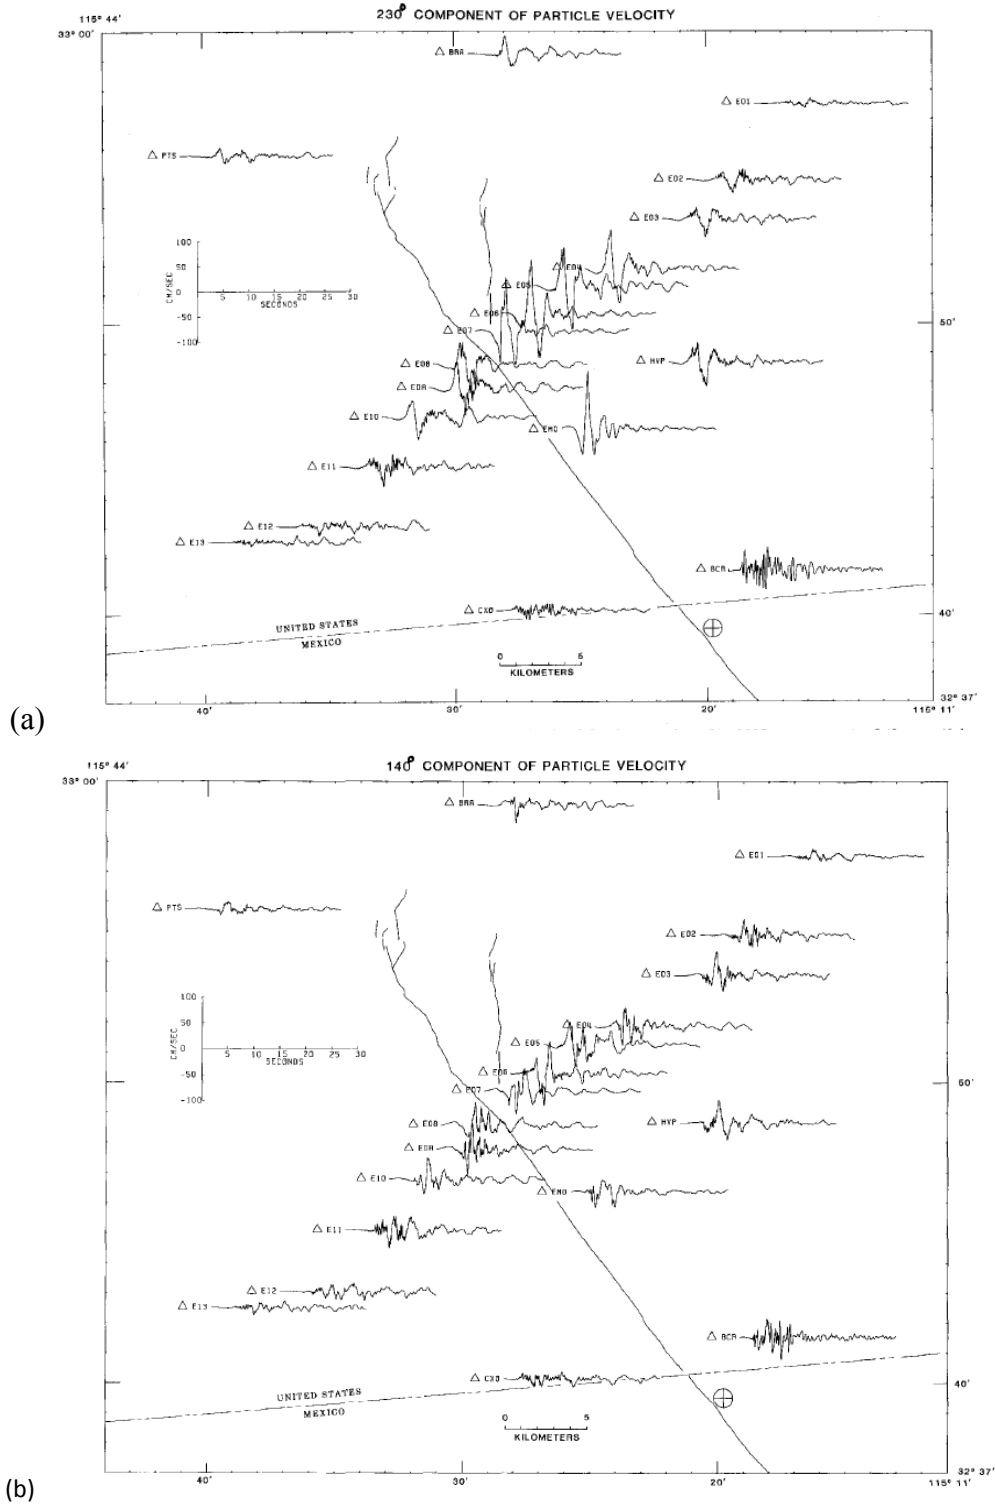 115° 44'
230° COMPONENT OF PARTICLE VELOCITY
33° 00'
BRA
E01
PTS
E02
E03
100
50
0
-50
-100
CM/SEC
5 10 15 20 25 30
SECONDS
E04
E05
E06
E07
50'
E08
HVP
E0A
E10
EMO
E11
E12
E13
BCR
CXO
40'
UNITED STATES
MEXICO
0 5
KILOMETERS
32° 37'
40' 30' 20' 115° 11'
(a)
115° 44'
140° COMPONENT OF PARTICLE VELOCITY
33° 00'
BRA
E01
PTS
E02
E03
100
50
0
-50
-100
CM/SEC
5 10 15 20 25 30
SECONDS
E04
E05
E06
E07
50'
E08
HVP
E0A
E10
EMO
E11
E12
E13
BCR
CXO
40'
UNITED STATES
MEXICO
0 5
KILOMETERS
32° 37'
40' 30' 20' 115° 11'
(b)